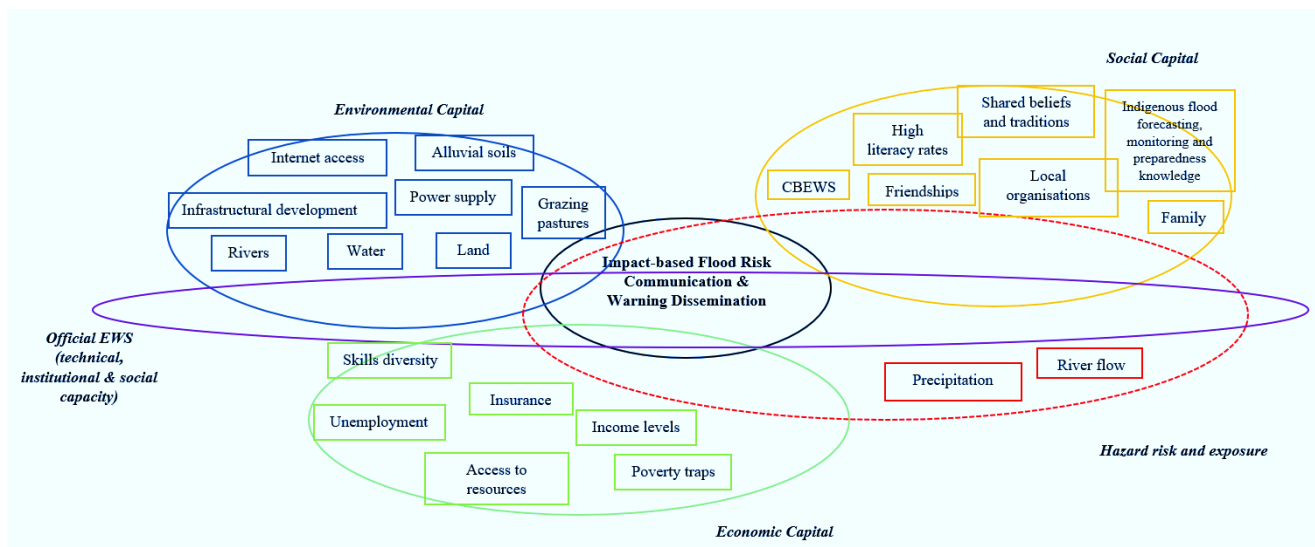 Social Capital
Environmental Capital
Shared beliefs
and traditions
Indigenous flood
forecasting,
monitoring and
preparedness
knowledge
High
literacy rates
Internet access
Alluvial soils
Local
organisations
CBEWS
Friendships
Power supply
Grazing
pastures
Infrastructural development
Family
Rivers
Water
Land
Impact-based Flood Risk
Communication &
Warning Dissemination
Official EWS
(technical,
institutional & social
capacity)
Skills diversity
River flow
Precipitation
Insurance
Unemployment
Income levels
Hazard risk and exposure
Access to
resources
Poverty traps
Economic Capital